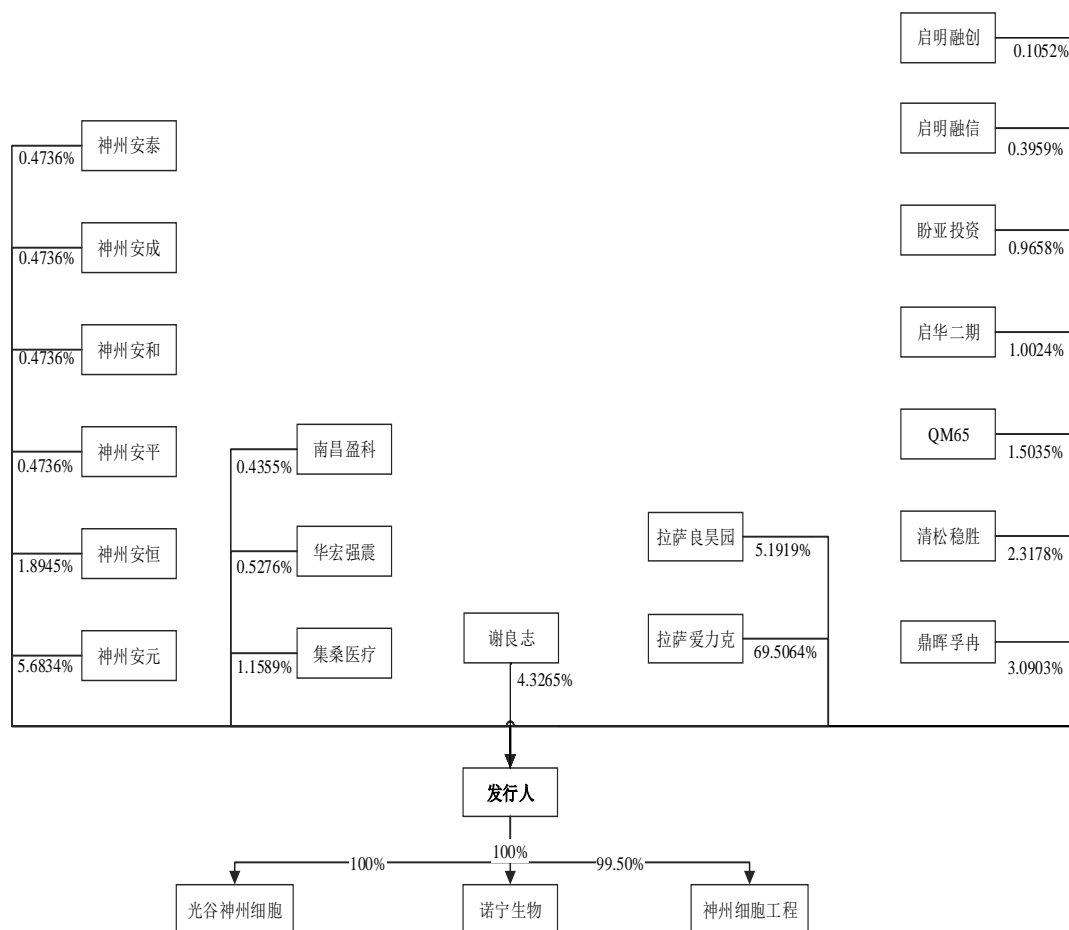 启明融创
0.1052%
启明融信
0.3959%
神州安泰
0.4736%
盼亚投资
0.9658%
神州安成
0.4736%
启华二期
1.0024%
神州安和
0.4736%
QM65
1.5035%
神州安平
0.4736%
南昌盈科
0.4355%
拉萨良昊园
5.1919%
清松稳胜
2.3178%
神州安恒
1.8945%
华宏强震
0.5276%
谢良志
4.3265%
拉萨爱力克
69.5064%
鼎晖孚冉
3.0903%
神州安元
5.6834%
集桑医疗
1.1589%
发行人
100%
100%
99.50%
光谷神州细胞
诺宁生物
神州细胞工程